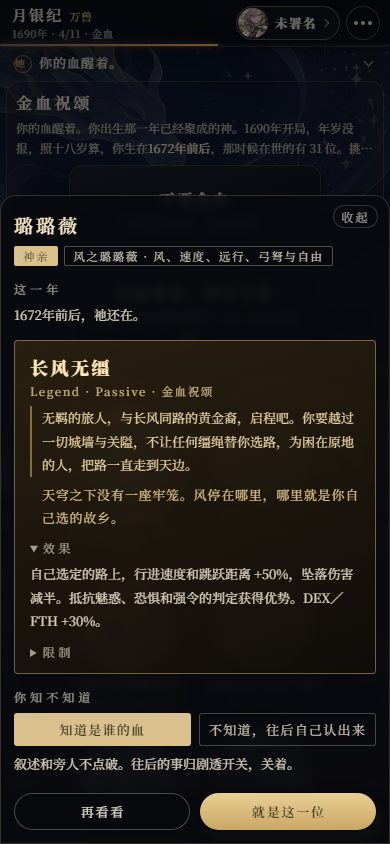 月银纪 万兽
1690年 · 4/11 · 金血
未署名
她 你的血醒着。
金血祝颂
你的血醒着。你出生那一年已经聚成的神。1690年开局，年岁没
报，照十八岁算，你生在1672年前后，那时候在世的有 31 位。挑…
收起
璐璐薇
神亲 风之璐璐薇 · 风、速度、远行、弓弩与自由
这一年
1672年前后，祂还在。
长风无缰
Legend · Passive · 金血祝颂
无羁的旅人，与长风同路的黄金裔，启程吧。你要越过
一切城墙与关隘，不让任何缰绳替你选路，为困在原地
的人，把路一直走到天边。
天穹之下没有一座牢笼。风停在哪里，哪里就是你自
己选的故乡。
▼ 效果
自己选定的路上，行进速度和跳跃距离 +50%，坠落伤害
减半。抵抗魅惑、恐惧和强令的判定获得优势。DEX／
FTH +30%。
▶ 限制
你知不知道
知道是谁的血 不知道，往后自己认出来
叙述和旁人不点破。往后的事归剧透开关，关着。
再看看 就是这一位